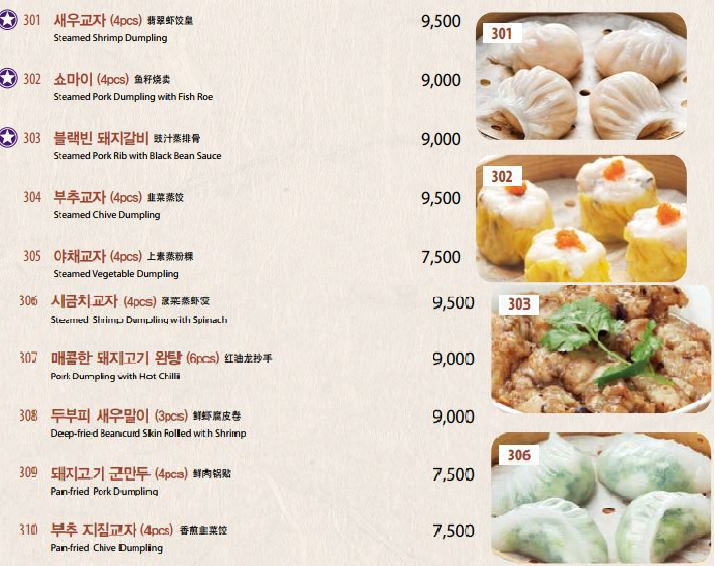 301 새우교자 (4pcs) 翡翠虾饺皇 9,500
Steamed Shrimp Dumpling
302 쇼마이 (4pcs) 鱼籽烧卖 9,000
Steamed Pork Dumpling with Fish Roe
303 블랙빈 돼지갈비 豉汁蒸排骨 9,000
Steamed Pork Rib with Black Bean Sauce
304 부추교자 (4pcs) 韭菜蒸饺 9,500
Steamed Chive Dumpling
305 야채교자 (4pcs) 上素蒸粉粿 7,500
Steamed Vegetable Dumpling
306 시금치교자 (4pcs) 菠菜蒸虾饺 9,500
Steamed Shrimp Dumpling with Spinach
307 매콤한 돼지고기 완탕 (6pcs) 红油龙抄手 9,000
Pork Dumpling with Hot Chilli
308 두부피 새우말이 (3pcs) 鲜虾腐皮卷 9,000
Deep-fried Beancurd Skin Rolled with Shrimp
309 돼지고기 군만두 (4pcs) 鲜肉锅贴 7,500
Pan-fried Pork Dumpling
310 부추 지짐교자 (4pcs) 香煎韭菜饺 7,500
Pan-fried Chive Dumpling
301
302
303
306